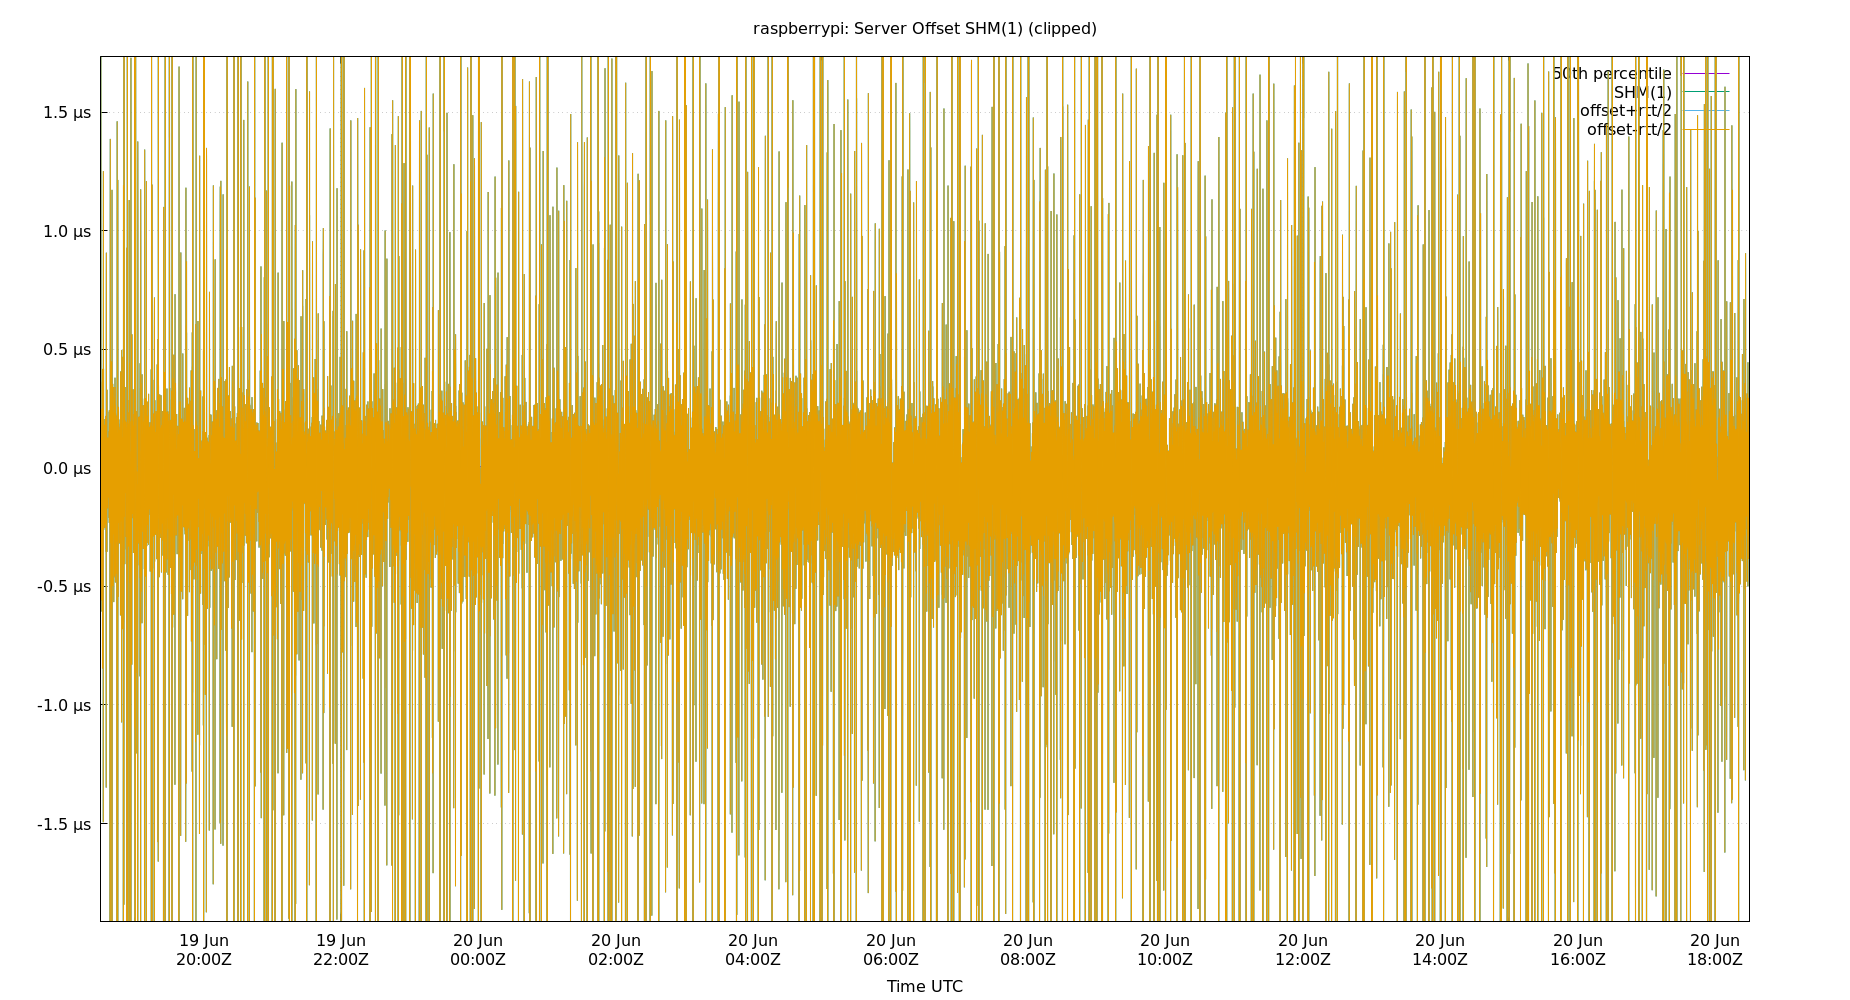 raspberrypi: Server Offset SHM(1) (clipped)
50th percentile
SHM(1)
offset+rtt/2
offset-rtt/2
1.5 µs
1.0 µs
0.5 µs
0.0 µs
-0.5 µs
-1.0 µs
-1.5 µs
19 Jun 19 Jun 20 Jun 20 Jun 20 Jun 20 Jun 20 Jun 20 Jun 20 Jun 20 Jun 20 Jun 20 Jun
20:00Z 22:00Z 00:00Z 02:00Z 04:00Z 06:00Z 08:00Z 10:00Z 12:00Z 14:00Z 16:00Z 18:00Z
Time UTC